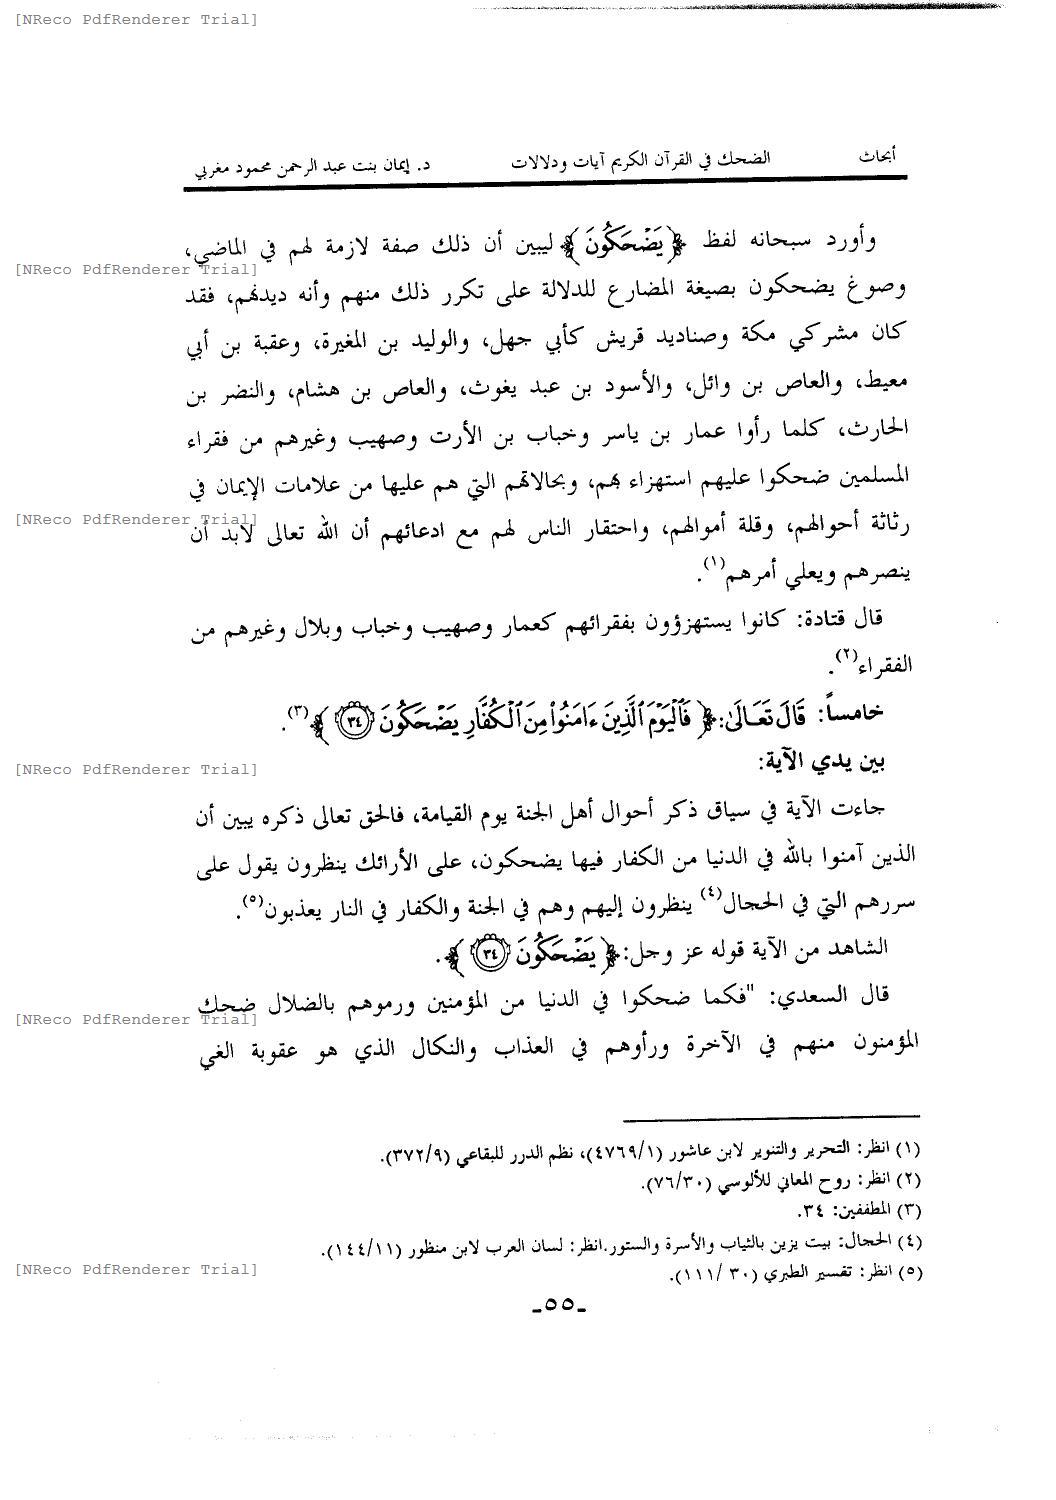 [NReco PdfRenderer Trial]
أبحاث الضحك في القرآن الكريم آيات ودلالات د. إيمان بنت عبد الرحمن محمود مغربي
وأورد سبحانه لفظ ﴿يَضْحَكُونَ﴾ ليبين أن ذلك صفة لازمة لهم في الماضي،
[NReco PdfRenderer Trial]
وصوغ يضحكون بصيغة المضارع للدلالة على تكرر ذلك منهم وأنه ديدنهم، فقد
كان مشركي مكة وصناديد قريش كأبي جهل، والوليد بن المغيرة، وعقبة بن أبي
معيط، والعاص بن وائل، والأسود بن عبد يغوث، والعاص بن هشام، والنضر بن
الحارث، كلما رأوا عمار بن ياسر وخباب بن الأرت وصهيب وغيرهم من فقراء
المسلمين ضحكوا عليهم استهزاء بهم، وبحالاتهم التي هم عليها من علامات الإيمان في
[NReco PdfRenderer Trial]
رثاثة أحوالهم، وقلة أموالهم، واحتقار الناس لهم مع ادعائهم أن الله تعالى لابد أن
ينصرهم ويعلي أمرهم(١).
قال قتادة: كانوا يستهزؤون بفقرائهم كعمار وصهيب وخباب وبلال وغيرهم من
الفقراء(٢).
خامساً: قَالَ تَعَالَىٰ: ﴿فَٱلْيَوْمَ ٱلَّذِينَ ءَامَنُوا۟ مِنَ ٱلْكُفَّارِ يَضْحَكُونَ ٣٤﴾(٣).
بين يدي الآية:
[NReco PdfRenderer Trial]
جاءت الآية في سياق ذكر أحوال أهل الجنة يوم القيامة، فالحق تعالى ذكره يبين أن
الذين آمنوا بالله في الدنيا من الكفار فيها يضحكون، على الأرائك ينظرون يقول على
سررهم التي في الحجال(٤) ينظرون إليهم وهم في الجنة والكفار في النار يعذبون(٥).
الشاهد من الآية قوله عز وجل: ﴿يَضْحَكُونَ ٣٤﴾.
قال السعدي: "فكما ضحكوا في الدنيا من المؤمنين ورموهم بالضلال ضحك
[NReco PdfRenderer Trial]
المؤمنون منهم في الآخرة ورأوهم في العذاب والنكال الذي هو عقوبة الغي
(١) انظر: التحرير والتنوير لابن عاشور (٤٧٦٩/١)، نظم الدرر للبقاعي (٣٧٢/٩).
(٢) انظر: روح المعاني للألوسي (٧٦/٣٠).
(٣) المطففين: ٣٤.
(٤) الحجال: بيت يزين بالثياب والأسرة والستور.انظر: لسان العرب لابن منظور (١٤٤/١١).
[NReco PdfRenderer Trial]
(٥) انظر: تفسير الطبري (٣٠ /١١١).
ـ٥٥ـ